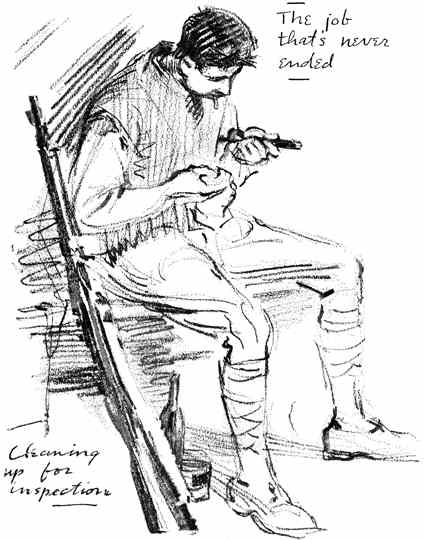 The job
that's never
ended
Cleaning
up for
inspection